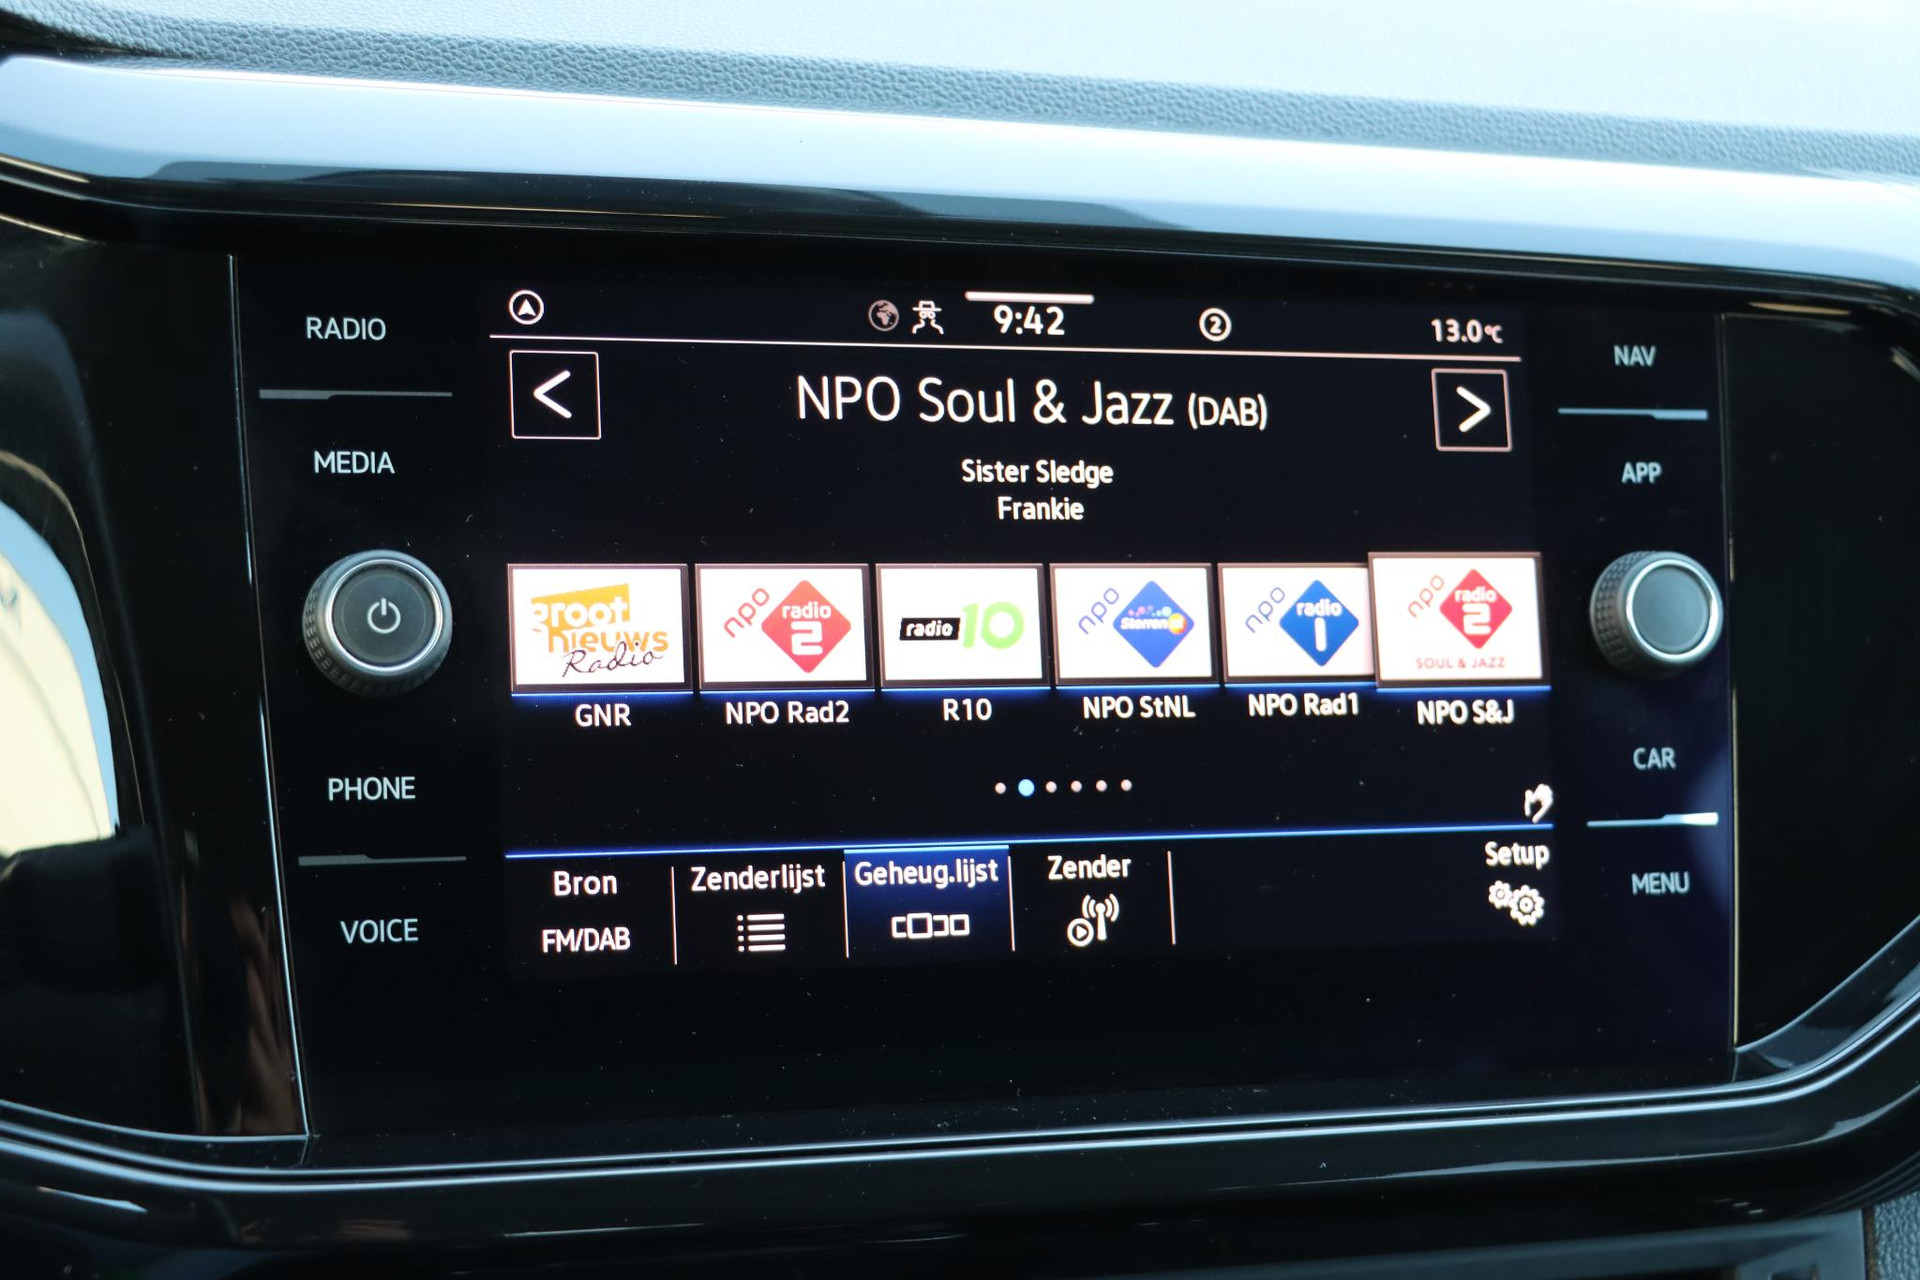 RADIO
MEDIA
PHONE
VOICE
9:42
2
13.0°C
NPO Soul & Jazz (DAB)
Sister Sledge
Frankie
groot nieuws Radio
npo radio 2
radio 10
npo Sterren
npo radio 1
npo radio 2 SOUL & JAZZ
GNR
NPO Rad2
R10
NPO StNL
NPO Rad1
NPO S&J
Bron
FM/DAB
Zenderlijst
Geheug.lijst
Zender
Setup
NAV
APP
CAR
MENU